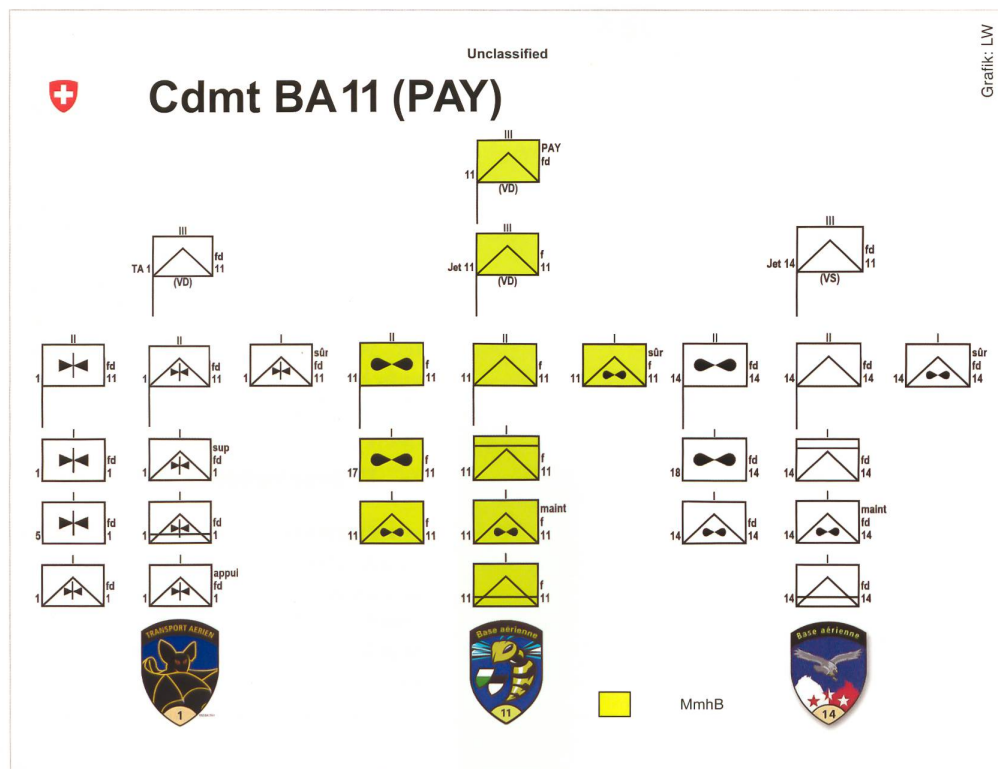 Unclassified
Grafik: LW
Cdmt BA11 (PAY)
III
PAY
fd
11
(VD)
III
fd
TA 1
11
(VD)
III
f
Jet 11
11
(VD)
III
fd
Jet 14
11
(VS)
II
fd
1
11
II
fd
1
11
I
sûr
fd
1
11
II
f
11
11
II
f
11
11
I
sûr
f
11
11
II
fd
14
14
II
fd
14
14
I
sûr
fd
14
14
I
fd
1
1
I
sup
fd
1
1
I
f
17
11
I
f
11
11
I
fd
18
14
I
fd
14
14
I
fd
5
1
I
fd
1
1
I
f
11
11
I
maint
f
11
11
I
fd
14
14
I
maint
fd
14
14
I
fd
1
1
I
appui
fd
1
1
I
f
11
11
I
fd
14
14
TRANSPORT AERIEN
1
Base aérienne
11
Base aérienne
14
MmhB